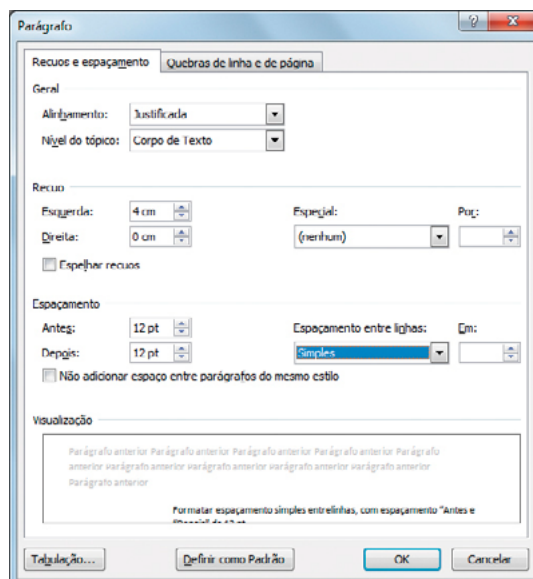 Parágrafo
Recuos e espaçamento Quebras de linha e de página
Geral
Alinhamento: Justificada
Nível do tópico: Corpo de Texto
Recuo
Esquerda: 4 cm Especial: Por:
Direita: 0 cm (nenhum)
Espelhar recuos
Espaçamento
Antes: 12 pt Espaçamento entre linhas: Em:
Depois: 12 pt Simples
Não adicionar espaço entre parágrafos do mesmo estilo
Visualização
Parágrafo anterior Parágrafo anterior Parágrafo anterior Parágrafo anterior Parágrafo
anterior Parágrafo anterior Parágrafo anterior Parágrafo anterior Parágrafo anterior
Parágrafo anterior
Formatar espaçamento simples entrelinhas, com espaçamento "Antes e
Tabulação... Definir como Padrão OK Cancelar